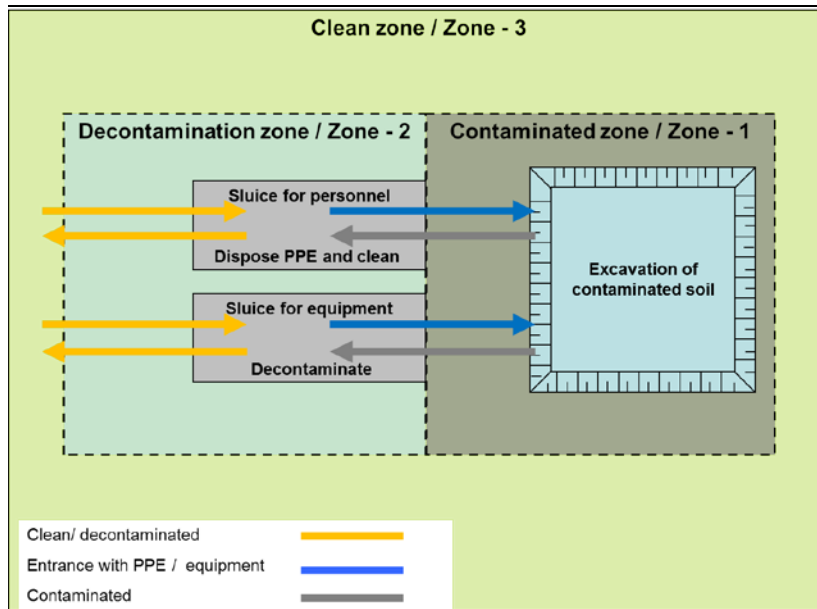 Clean zone / Zone - 3
Decontamination zone / Zone - 2
Contaminated zone / Zone - 1
Sluice for personnel
Dispose PPE and clean
Excavation of
contaminated soil
Sluice for equipment
Decontaminate
Clean/ decontaminated
Entrance with PPE / equipment
Contaminated